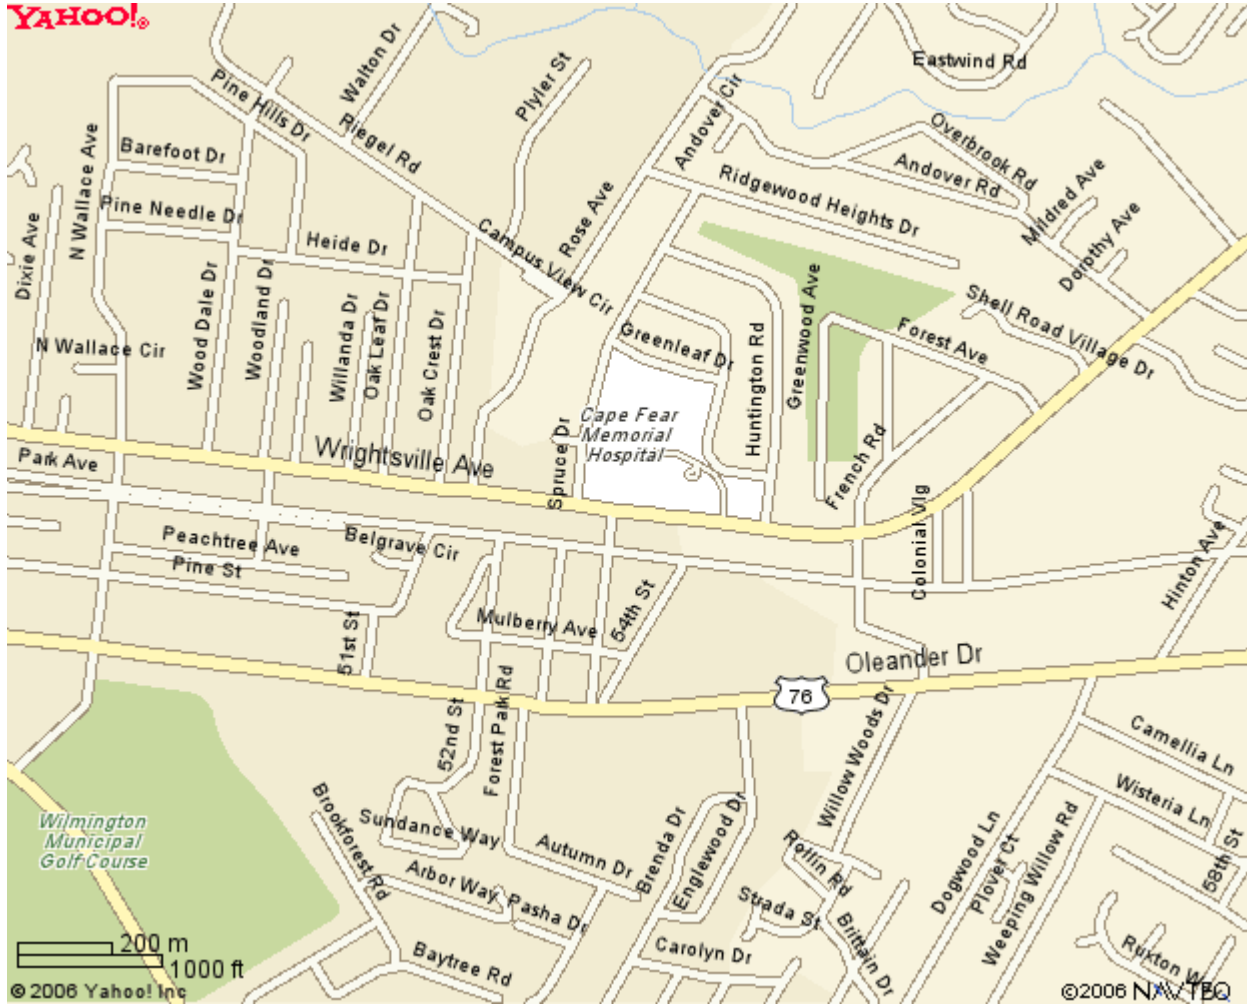 YAHOO!®
Eastwind Rd
Walton Dr
Plyler St
Pine Hills Dr
Riegel Rd
Andover Cir
Overbrook Rd
Andover Rd
Barefoot Dr
N Wallace Ave
Ridgewood Heights Dr
Mildred Ave
Dorothy Ave
Pine Needle Dr
Heide Dr
Rose Ave
Campus View Cir
Dixie Ave
Wood Dale Dr
Woodland Dr
Willanda Dr
Oak Leaf Dr
Oak Crest Dr
Greenleaf Dr
Huntington Rd
Greenwood Ave
Forest Ave
Shell Road Village Dr
N Wallace Cir
Cape Fear
Memorial
Hospital
Spruce Dr
French Rd
Wrightsville Ave
Park Ave
Colonial Vlg
Hinton Ave
Peachtree Ave
Belgrave Cir
Pine St
Mulberry Ave
54th St
51st St
Oleander Dr
76
52nd St
Forest Park Rd
Willow Woods Dr
Camellia Ln
Wisteria Ln
58th St
Wilmington
Municipal
Golf Course
Brookforest Rd
Sundance Way
Autumn Dr
Brenda Dr
Englewood Dr
Rollin Rd
Dogwood Ln
Plover Ct
Weeping Willow Rd
Arbor Way
Pasha Dr
Strada St
Brittain Dr
Baytree Rd
Carolyn Dr
Ruxton W
200 m
1000 ft
© 2006 Yahoo! Inc
©2006 NAVTEQ